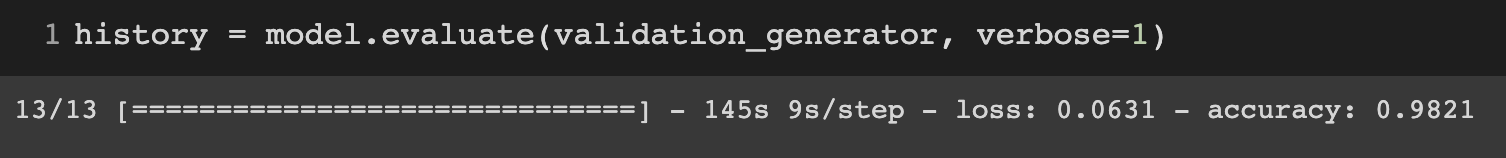 1 history = model.evaluate(validation_generator, verbose=1)
13/13 [==============================] - 145s 9s/step - loss: 0.0631 - accuracy: 0.9821